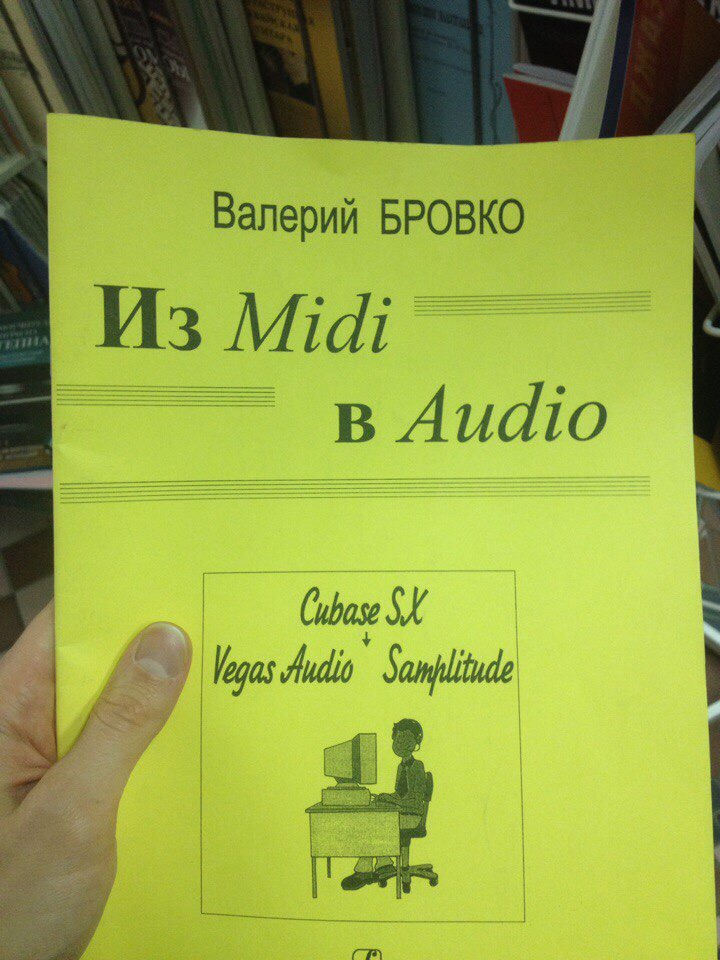 Валерий БРОВКО
Из Midi
в Audio
Cubase SX
Vegas Audio Samplitude